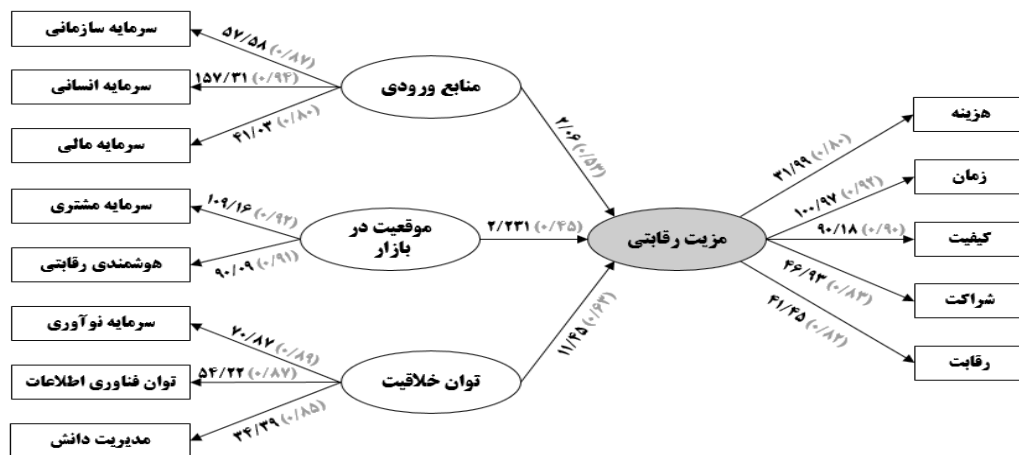 سرمایه سازمانی
سرمایه انسانی
سرمایه مالی
سرمایه مشتری
هوشمندی رقابتی
سرمایه نوآوری
توان فناوری اطلاعات
مدیریت دانش
۵۷/۵۸ (۰/۸۷)
۱۵۷/۳۱ (۰/۹۴)
۴۱/۰۳ (۰/۸۰)
۱۰۹/۱۶ (۰/۹۲)
۹۰/۰۹ (۰/۹۱)
۷۰/۸۷ (۰/۸۹)
۵۴/۲۲ (۰/۸۷)
۳۴/۳۹ (۰/۸۵)
منابع ورودی
موقعیت در
بازار
توان خلاقیت
۲/۰۶ (۰/۵۳)
۲/۲۳۱ (۰/۴۵)
۱۱/۴۵ (۰/۶۴)
مزیت رقابتی
۳۱/۹۹ (۰/۸۰)
۱۰۰/۹۷ (۰/۹۲)
۹۰/۱۸ (۰/۹۰)
۴۶/۹۳ (۰/۸۳)
۴۱/۴۵ (۰/۸۲)
هزینه
زمان
کیفیت
شراکت
رقابت